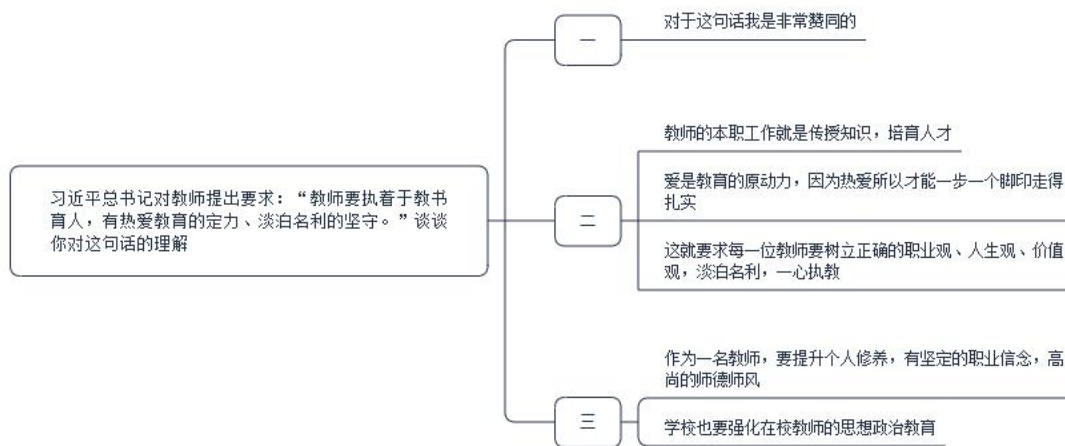 习近平总书记对教师提出要求：“教师要执着于教书
育人，有热爱教育的定力、淡泊名利的坚守。”谈谈
你对这句话的理解
一
对于这句话我是非常赞同的
二
教师的本职工作就是传授知识，培育人才
爱是教育的原动力，因为热爱所以才能一步一个脚印走得
扎实
这就要求每一位教师要树立正确的职业观、人生观、价值
观，淡泊名利，一心执教
三
作为一名教师，要提升个人修养，有坚定的职业信念，高
尚的师德师风
学校也要强化在校教师的思想政治教育